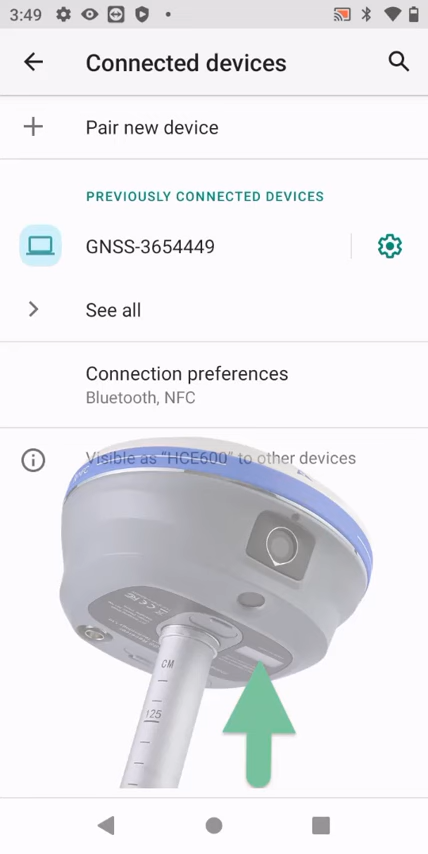 3:49
Connected devices
Pair new device
PREVIOUSLY CONNECTED DEVICES
GNSS-3654449
See all
Connection preferences
Bluetooth, NFC
Visible as "HCE600" to other devices
CM
125